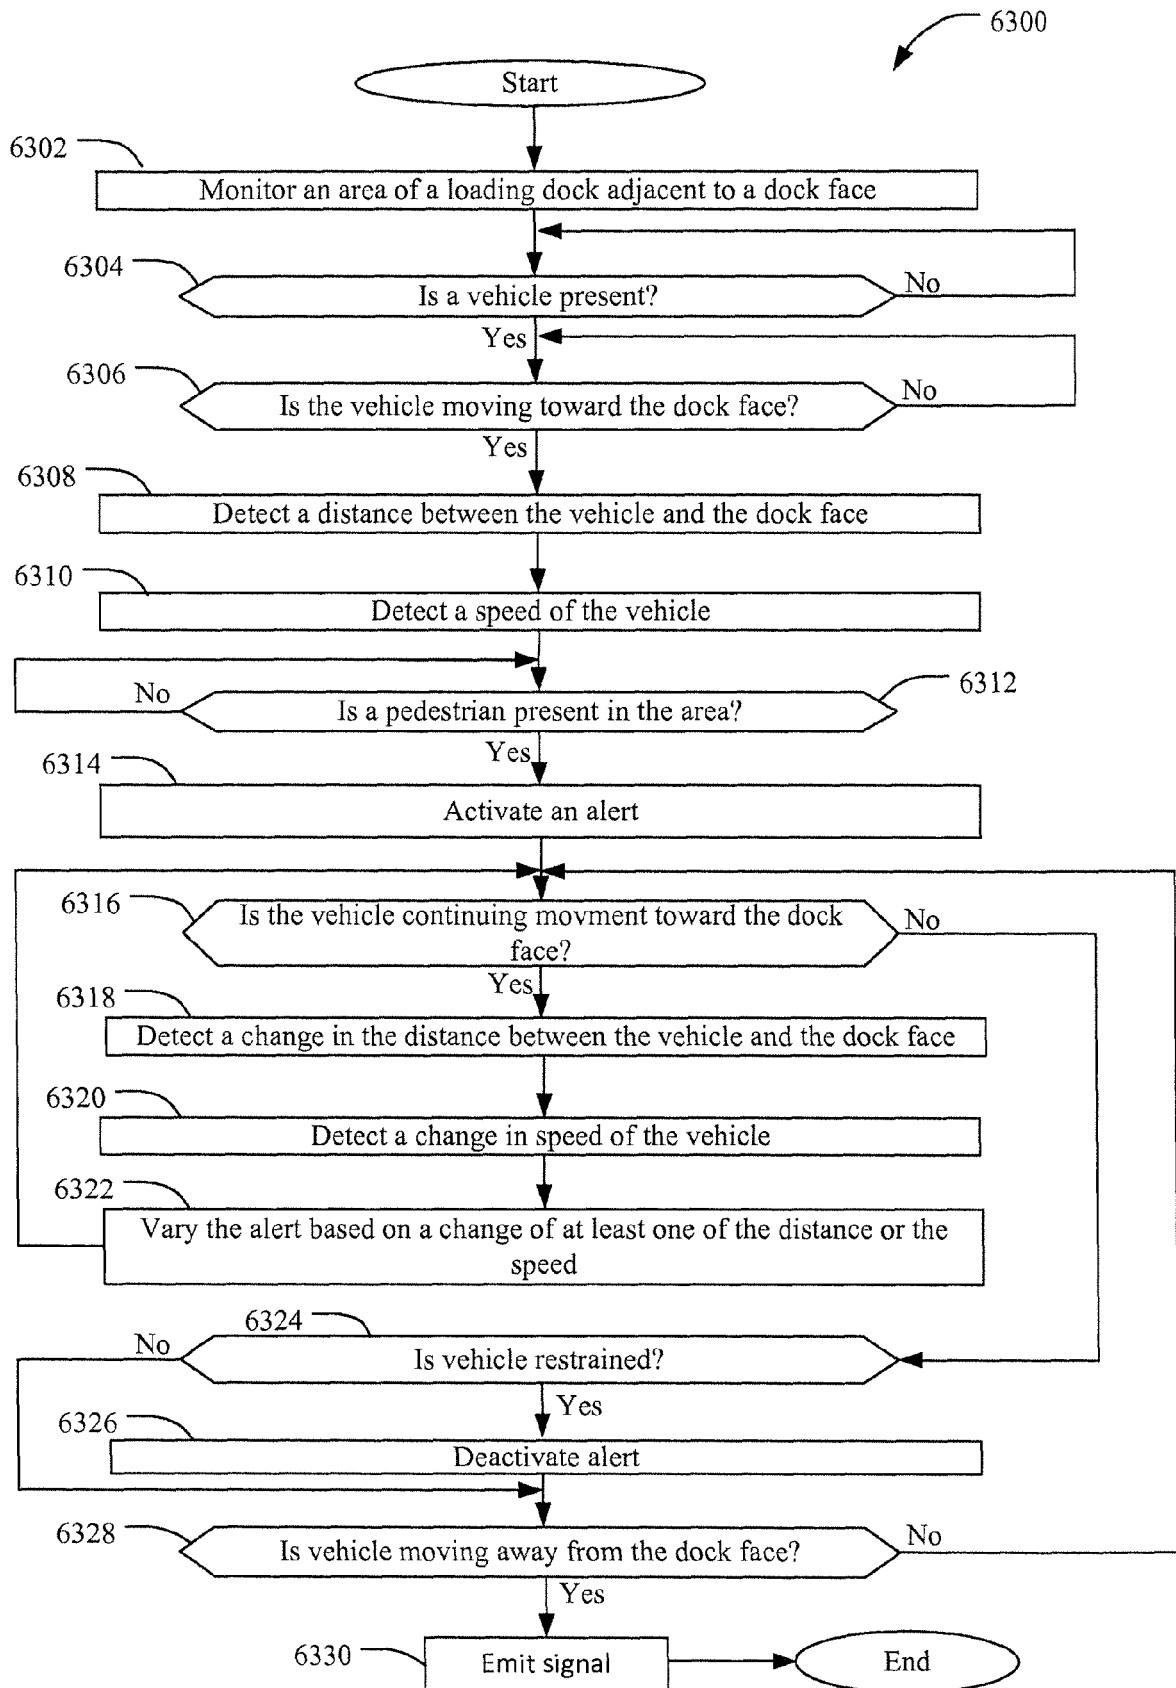 6300
Start
6302
Monitor an area of a loading dock adjacent to a dock face
6304
Is a vehicle present?
No
Yes
6306
Is the vehicle moving toward the dock face?
No
Yes
6308
Detect a distance between the vehicle and the dock face
6310
Detect a speed of the vehicle
No
6312
Is a pedestrian present in the area?
Yes
6314
Activate an alert
6316
Is the vehicle continuing movment toward the dock
face?
No
Yes
6318
Detect a change in the distance between the vehicle and the dock face
6320
Detect a change in speed of the vehicle
6322
Vary the alert based on a change of at least one of the distance or the
speed
6324
No
Is vehicle restrained?
Yes
6326
Deactivate alert
6328
Is vehicle moving away from the dock face?
No
Yes
6330
Emit signal
End